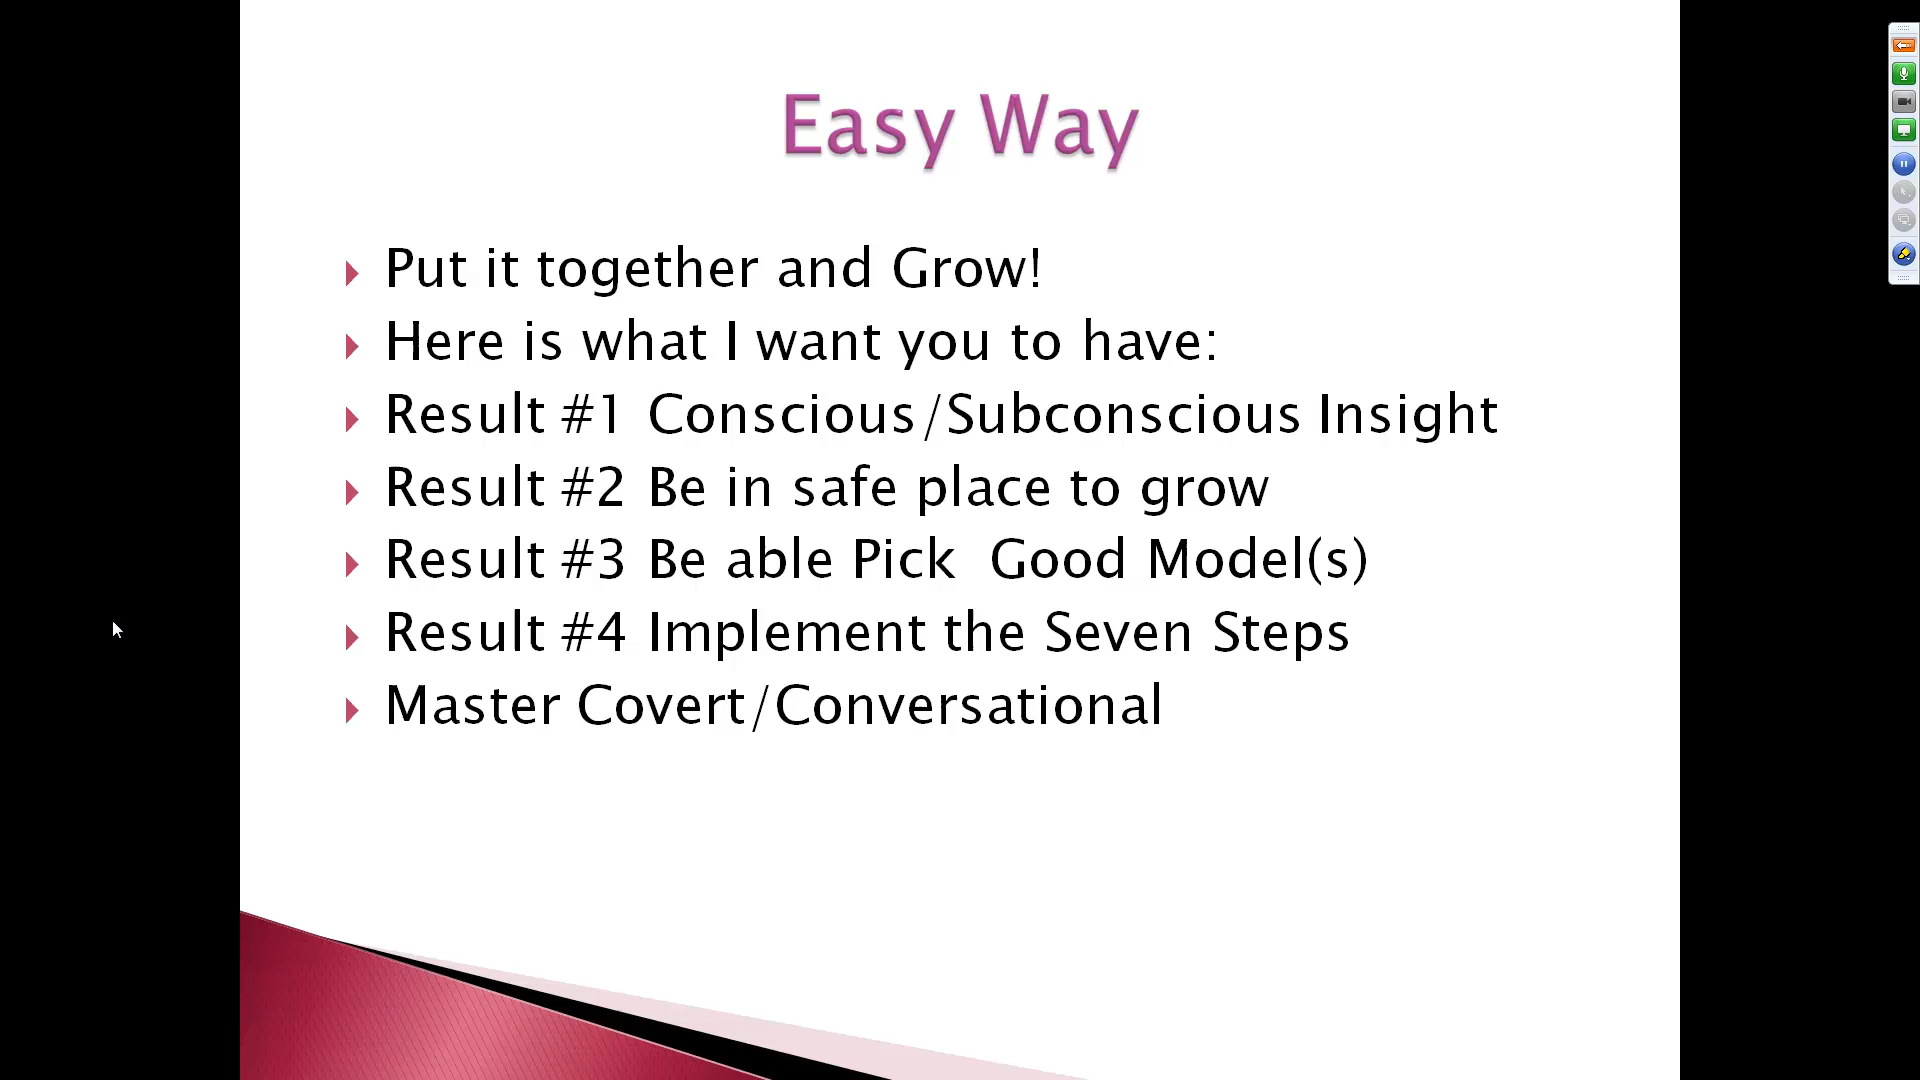 Easy Way
Put it together and Grow!
Here is what I want you to have:
Result #1 Conscious/Subconscious Insight
Result #2 Be in safe place to grow
Result #3 Be able Pick  Good Model(s)
Result #4 Implement the Seven Steps
Master Covert/Conversational